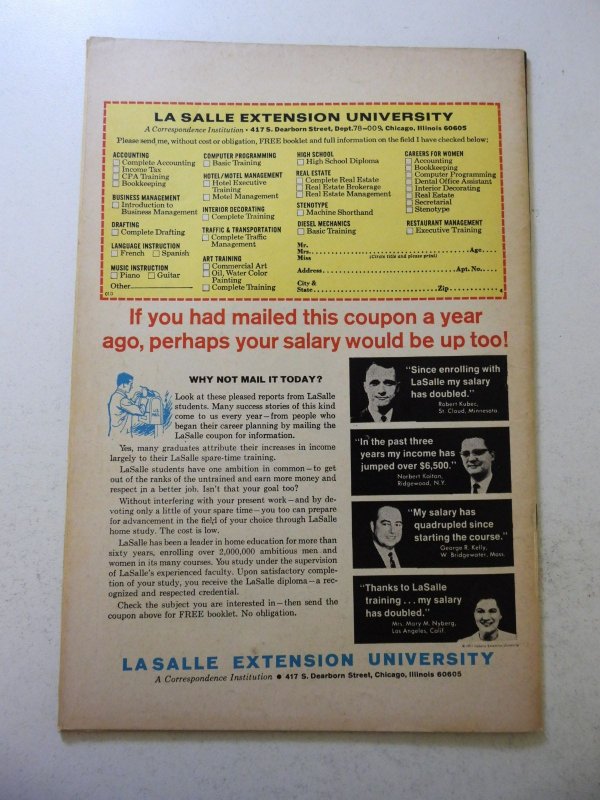 LA SALLE EXTENSION UNIVERSITY
A Correspondence Institution • 417 S. Dearborn Street, Dept.78-009, Chicago, Illinois 60605
Please send me, without cost or obligation, FREE booklet and full information on the field I have checked below:
ACCOUNTING
Complete Accounting
Income Tax
CPA Training
Bookkeeping
BUSINESS MANAGEMENT
Introduction to
Business Management
DRAFTING
Complete Drafting
LANGUAGE INSTRUCTION
French Spanish
MUSIC INSTRUCTION
Piano Guitar
Other
COMPUTER PROGRAMMING
Basic Training
HOTEL/MOTEL MANAGEMENT
Hotel Executive
Training
Motel Management
INTERIOR DECORATING
Complete Training
TRAFFIC & TRANSPORTATION
Complete Traffic
Management
ART TRAINING
Commercial Art
Oil, Water Color
Painting
Complete Training
HIGH SCHOOL
High School Diploma
REAL ESTATE
Complete Real Estate
Real Estate Brokerage
Real Estate Management
STENOTYPE
Machine Shorthand
DIESEL MECHANICS
Basic Training
CAREERS FOR WOMEN
Accounting
Bookkeeping
Computer Programming
Dental Office Assistant
Interior Decorating
Real Estate
Secretarial
Stenotype
RESTAURANT MANAGEMENT
Executive Training
Mr.
Mrs. Age
Miss (Circle title and please print)
Address Apt. No.
City &
State Zip
If you had mailed this coupon a year
ago, perhaps your salary would be up too!
WHY NOT MAIL IT TODAY?
Look at these pleased reports from LaSalle
students. Many success stories of this kind
come to us every year—from people who
began their career planning by mailing the
LaSalle coupon for information.
Yes, many graduates attribute their increases in income
largely to their LaSalle spare-time training.
LaSalle students have one ambition in common—to get
out of the ranks of the untrained and earn more money and
respect in a better job. Isn't that your goal too?
Without interfering with your present work—and by de-
voting only a little of your spare time—you too can prepare
for advancement in the field of your choice through LaSalle
home study. The cost is low.
LaSalle has been a leader in home education for more than
sixty years, enrolling over 2,000,000 ambitious men and
women in its many courses. You study under the supervision
of LaSalle's experienced faculty. Upon satisfactory comple-
tion of your study, you receive the LaSalle diploma—a rec-
ognized and respected credential.
Check the subject you are interested in—then send the
coupon above for FREE booklet. No obligation.
"Since enrolling with
LaSalle my salary
has doubled."
Robert Kubec,
St. Cloud, Minnesota
"In the past three
years my income has
jumped over $6,500."
Norbert Kaitan,
Ridgewood, N.Y.
"My salary has
quadrupled since
starting the course."
George R. Kelly,
W. Bridgewater, Mass.
"Thanks to LaSalle
training...my salary
has doubled."
Mrs. Mary M. Nyberg,
Los Angeles, Calif.
LA SALLE EXTENSION UNIVERSITY
A Correspondence Institution • 417 S. Dearborn Street, Chicago, Illinois 60605